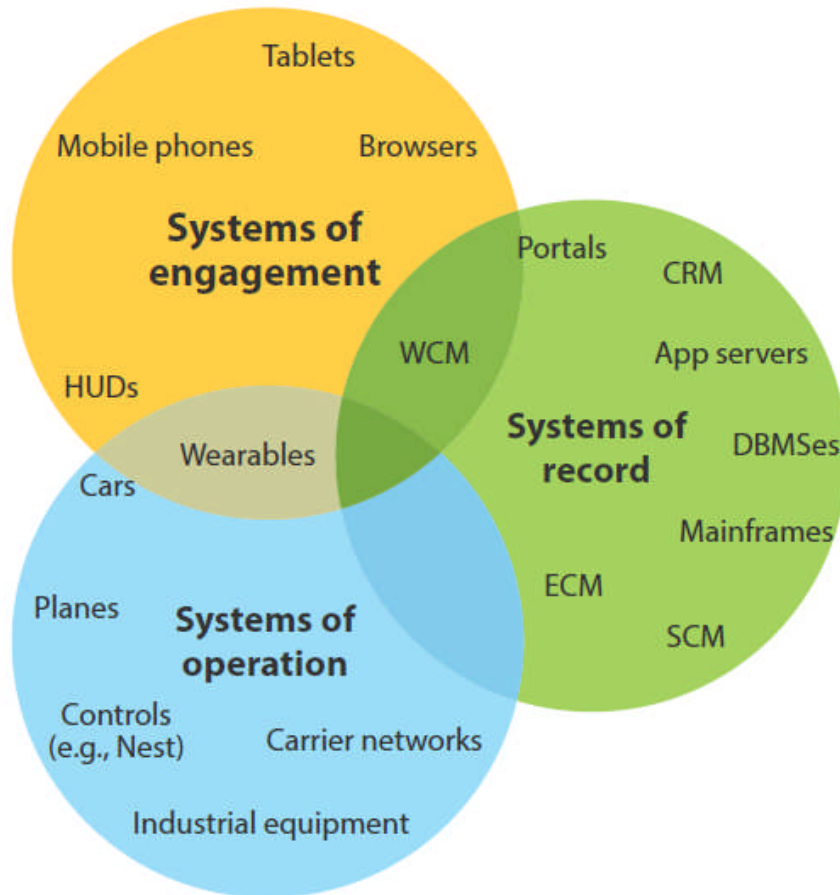 Tablets
Mobile phones
Browsers
Systems of
engagement
HUDs
WCM
Portals
CRM
App servers
Systems of
record
DBMSes
Mainframes
ECM
SCM
Wearables
Cars
Planes
Systems of
operation
Controls
(e.g., Nest)
Carrier networks
Industrial equipment